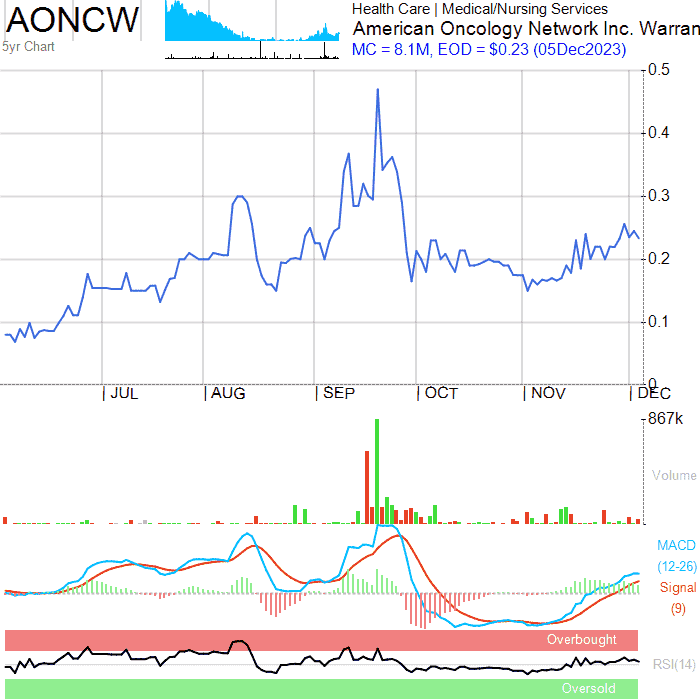 AONCW
5yr Chart
Health Care | Medical/Nursing Services
American Oncology Network Inc. Warran
MC = 8.1M, EOD = $0.23 (05Dec2023)
0.5
0.4
0.3
0.2
0.1
0
JUL
AUG
SEP
OCT
NOV
DEC
867k
Volume
MACD
(12-26)
Signal
(9)
Overbought
RSI(14)
Oversold